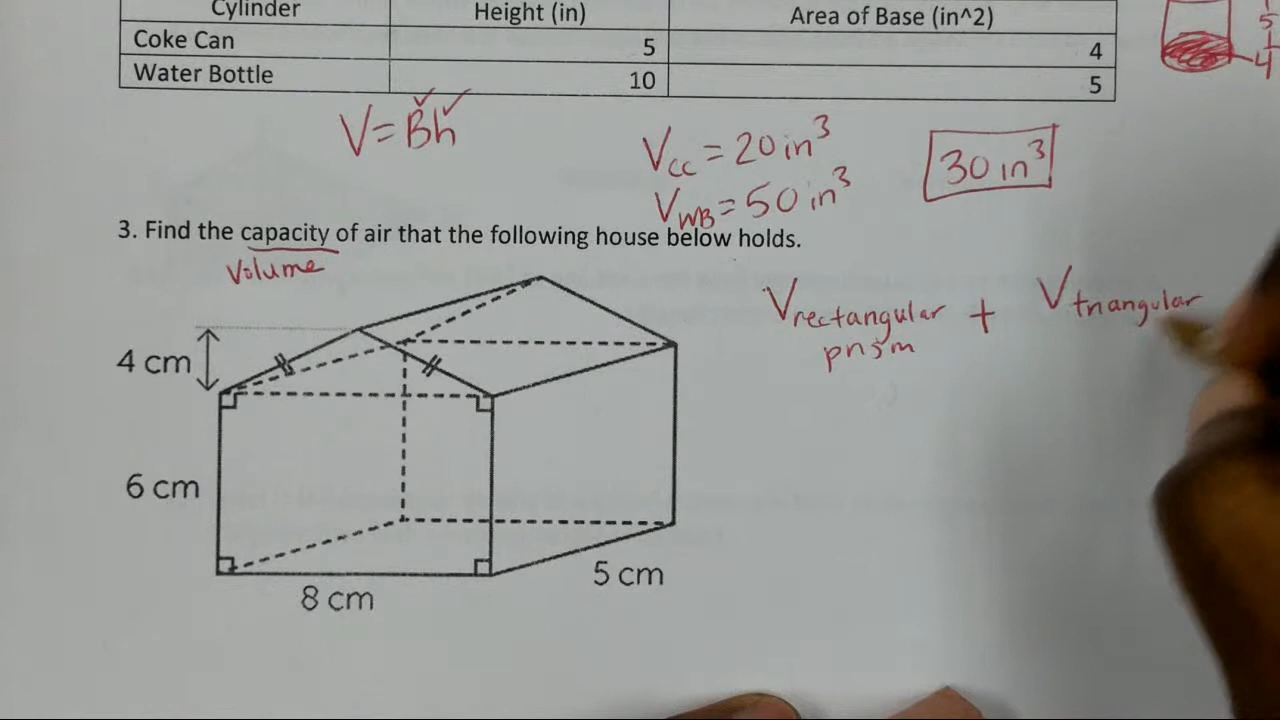 Cylinder Height (in) Area of Base (in^2)
Coke Can 5 4
Water Bottle 10 5
5
4
V=Bh
Vcc = 20 in³
30 in³
VWB = 50 in³
3. Find the capacity of air that the following house below holds.
Volume
Vrectangular + Vtriangular
prism
4 cm
6 cm
5 cm
8 cm